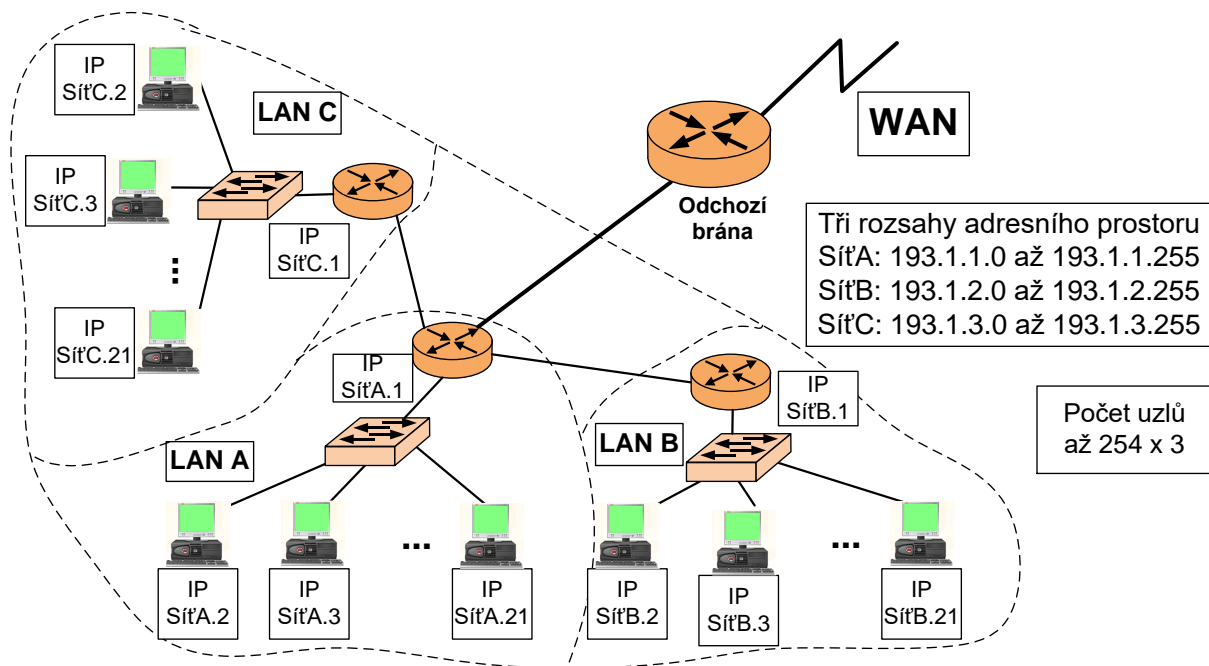 IP
SíťC.2
LAN C
WAN
IP
SíťC.3
Odchozí
brána
IP
SíťC.1
Tři rozsahy adresního prostoru
SíťA: 193.1.1.0 až 193.1.1.255
SíťB: 193.1.2.0 až 193.1.2.255
SíťC: 193.1.3.0 až 193.1.3.255
...
IP
SíťC.21
IP
SíťA.1
IP
SíťB.1
Počet uzlů
až 254 x 3
LAN A
LAN B
...
...
IP
SíťA.2
IP
SíťA.3
IP
SíťA.21
IP
SíťB.2
IP
SíťB.3
IP
SíťB.21